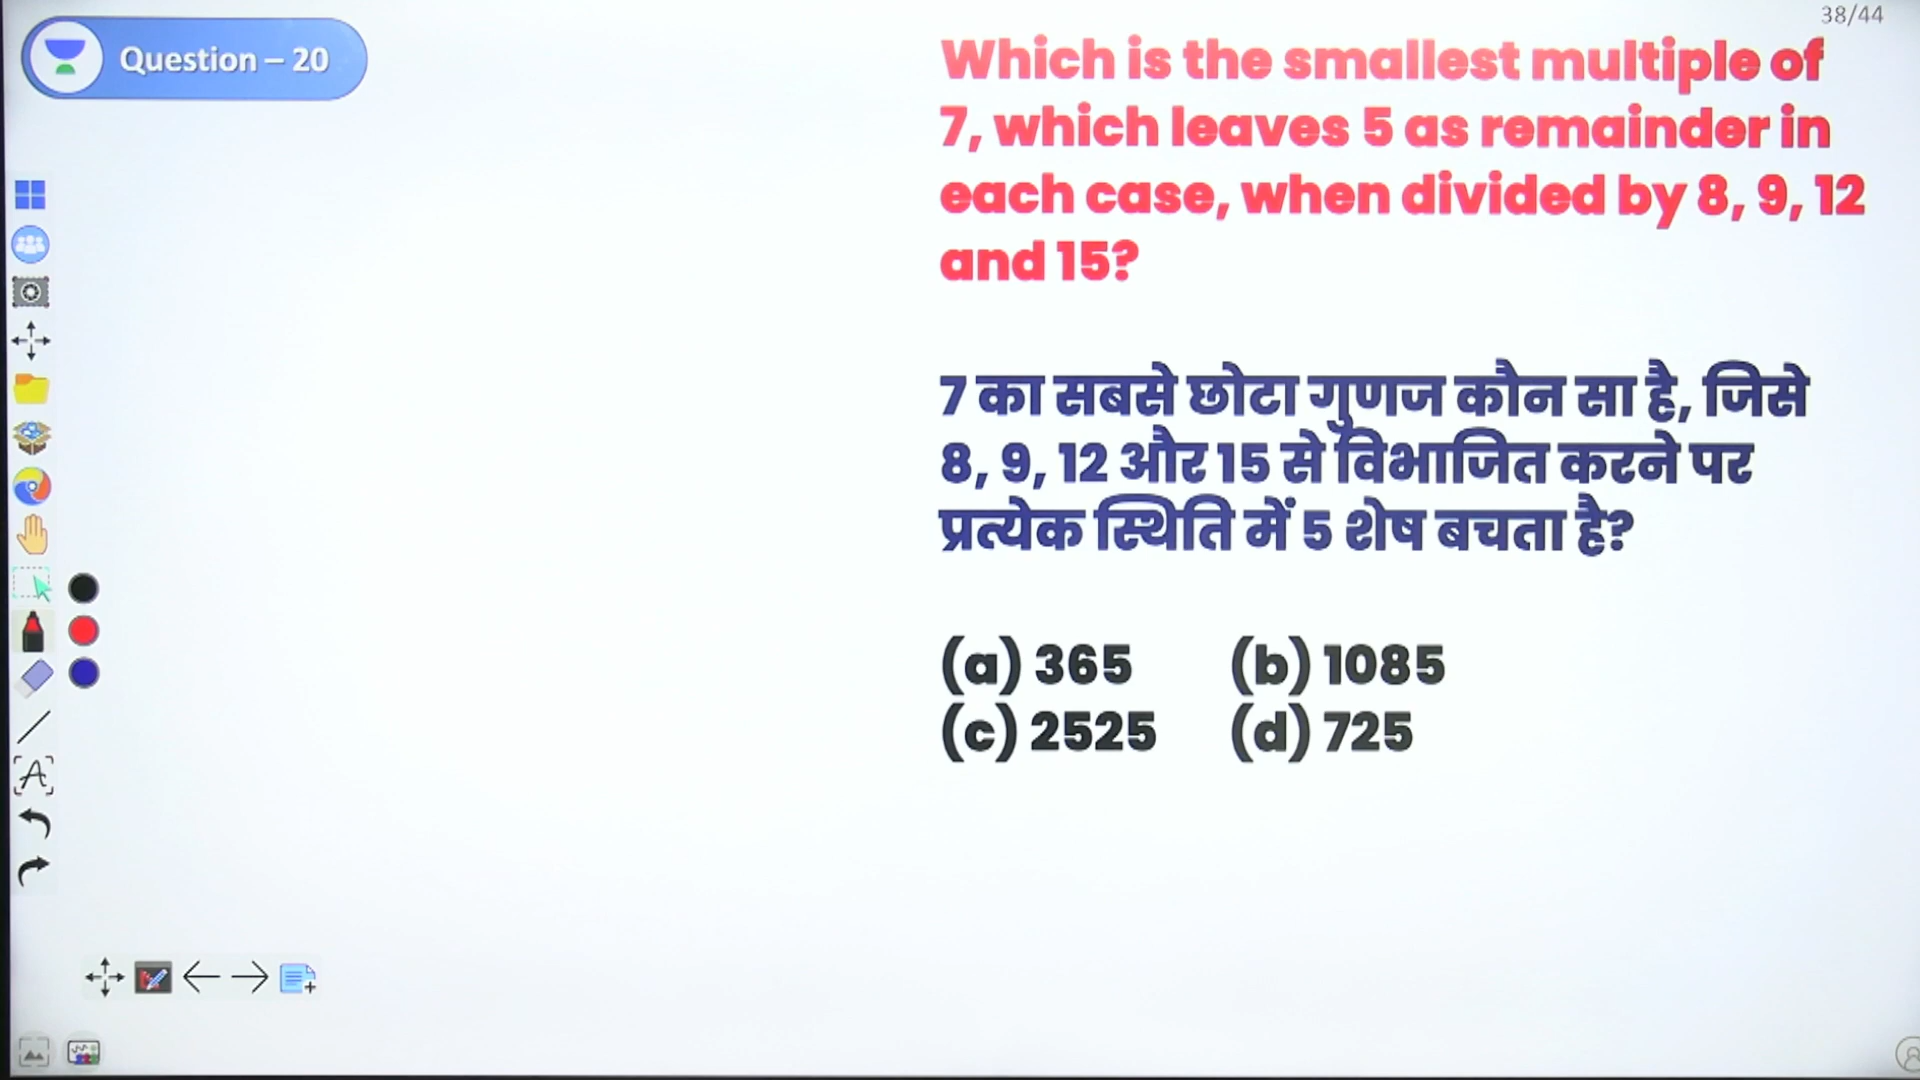 38/44
Question – 20
Which is the smallest multiple of
7, which leaves 5 as remainder in
each case, when divided by 8, 9, 12
and 15?
7 का सबसे छोटा गुणज कौन सा है, जिसे
8, 9, 12 और 15 से विभाजित करने पर
प्रत्येक स्थिति में 5 शेष बचता है?
(a) 365 (b) 1085
(c) 2525 (d) 725